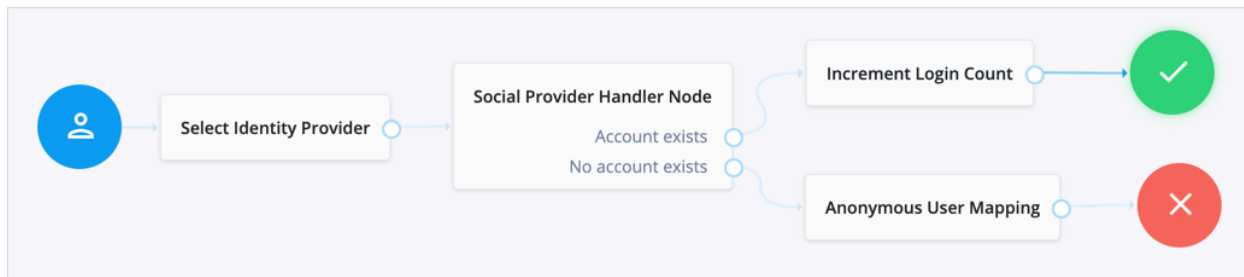 Select Identity Provider
Social Provider Handler Node
Account exists
No account exists
Increment Login Count
Anonymous User Mapping